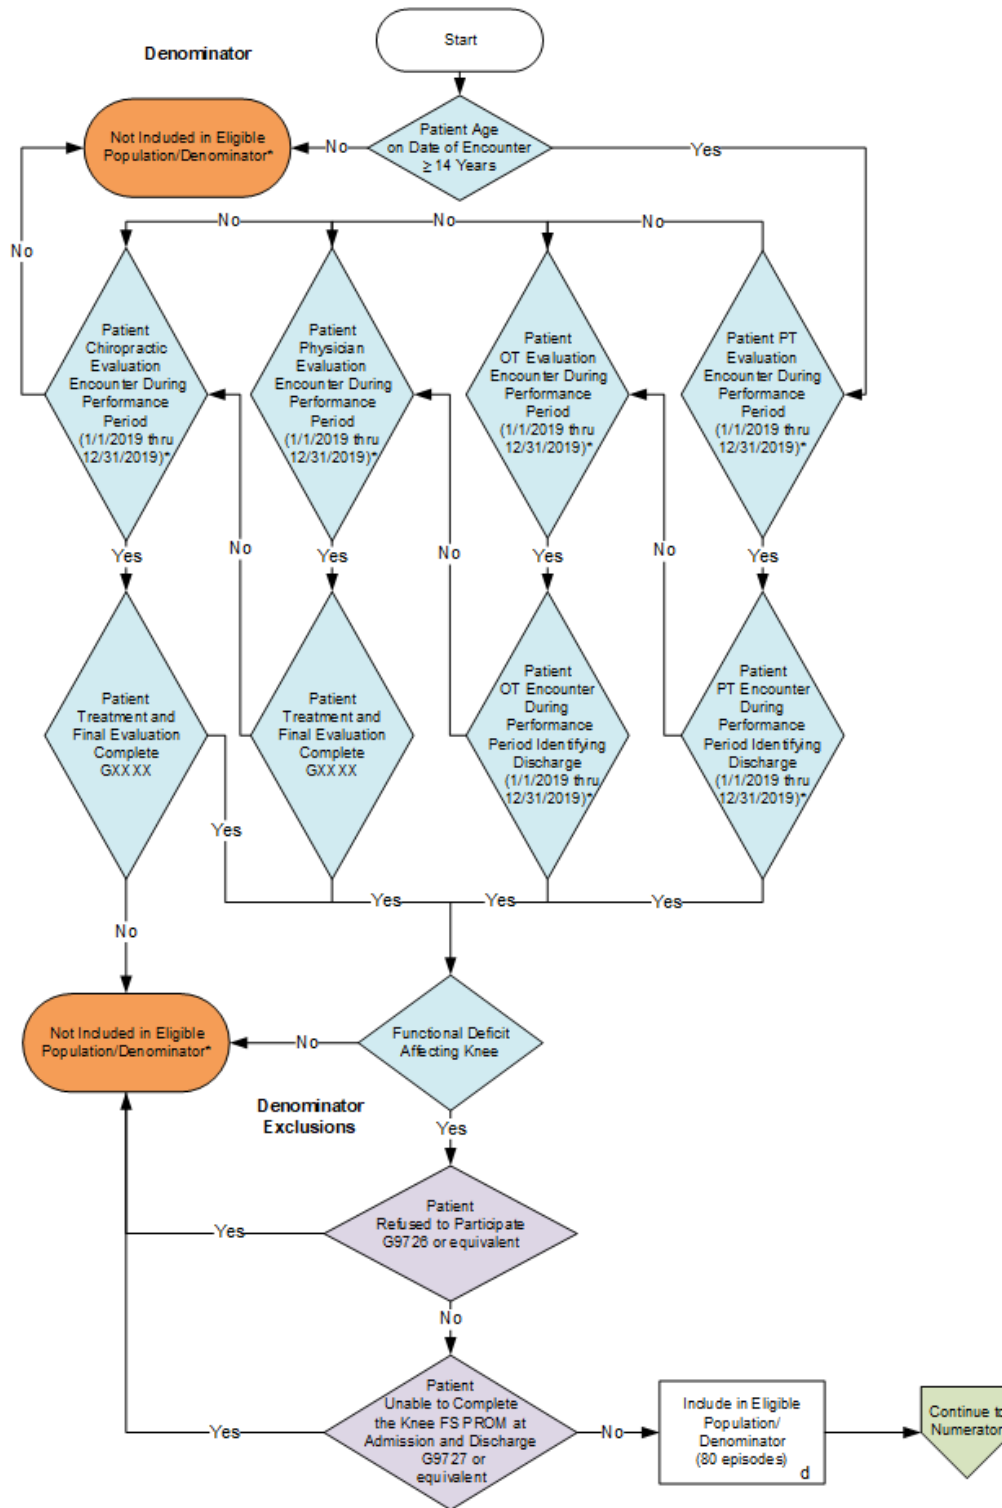 Start
Denominator
Patient Age
on Date of Encounter
≥ 14 Years
No
Yes
Not Included in Eligible
Population/Denominator*
No
No
No
No
Patient
Chiropractic
Evaluation
Encounter During
Performance
Period
(1/1/2019 thru
12/31/2019)*
Patient
Physician
Evaluation
Encounter During
Performance
Period
(1/1/2019 thru
12/31/2019)*
Patient
OT Evaluation
Encounter During
Performance
Period
(1/1/2019 thru
12/31/2019)*
Patient PT
Evaluation
Encounter During
Performance
Period
(1/1/2019 thru
12/31/2019)*
Yes
No
Yes
No
Yes
No
Yes
Patient
Treatment and
Final Evaluation
Complete
GXXXX
Patient
Treatment and
Final Evaluation
Complete
GXXXX
Patient
OT Encounter
During
Performance
Period Identifying
Discharge
(1/1/2019 thru
12/31/2019)*
Patient
PT Encounter
During
Performance
Period Identifying
Discharge
(1/1/2019 thru
12/31/2019)*
Yes
Yes
Yes
Yes
No
Not Included in Eligible
Population/Denominator*
No
Functional Deficit
Affecting Knee
Denominator
Exclusions
Yes
Patient
Refused to Participate
G9726 or equivalent
Yes
No
Patient
Unable to Complete
the Knee FS PROM at
Admission and Discharge
G9727 or
equivalent
Yes
No
Include in Eligible
Population/
Denominator
(80 episodes)
d
Continue to
Numerator